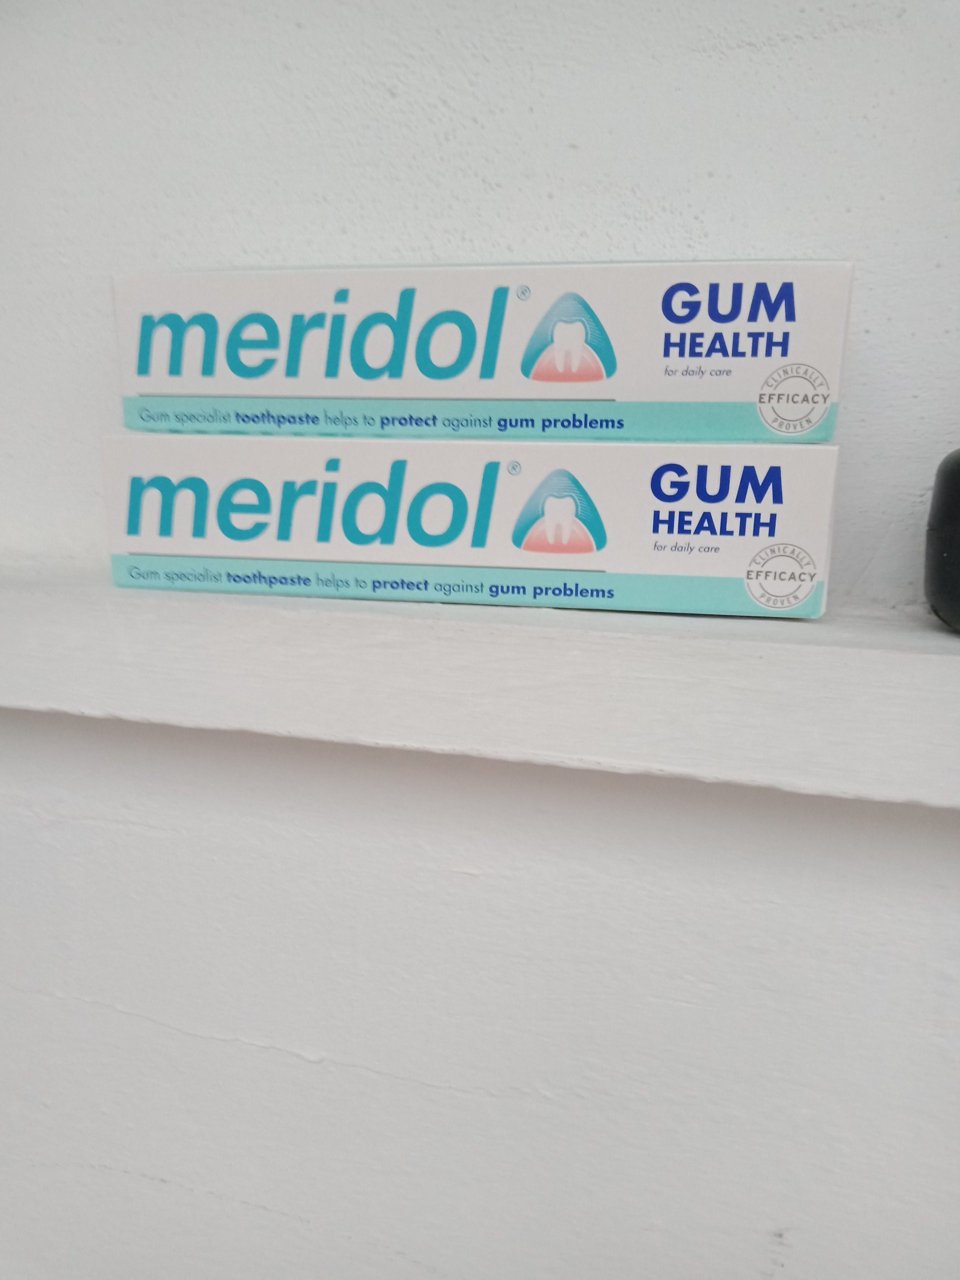 meridol®
GUM
HEALTH
for daily care
CLINICALLY
EFFICACY
PROVEN
Gum specialist toothpaste helps to protect against gum problems
meridol®
GUM
HEALTH
for daily care
CLINICALLY
EFFICACY
PROVEN
Gum specialist toothpaste helps to protect against gum problems